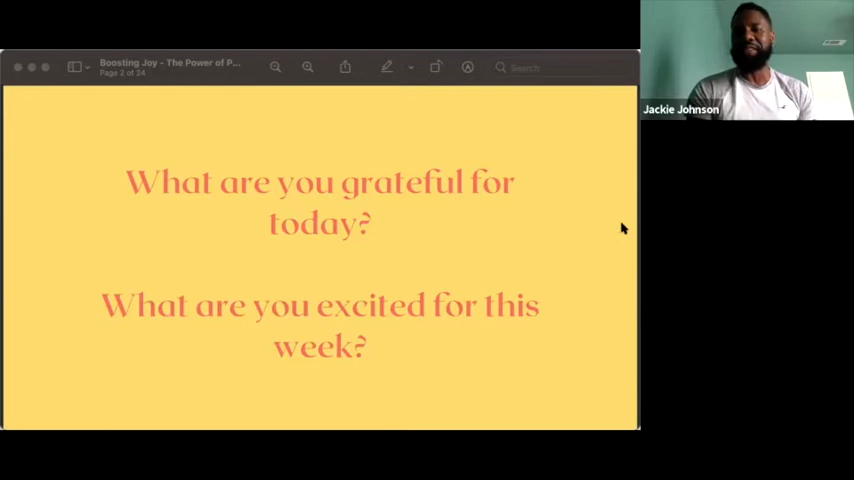 Boosting Joy - The Power of P...
Page 2 of 24
Search
Jackie Johnson
What are you grateful for
today?
What are you excited for this
week?